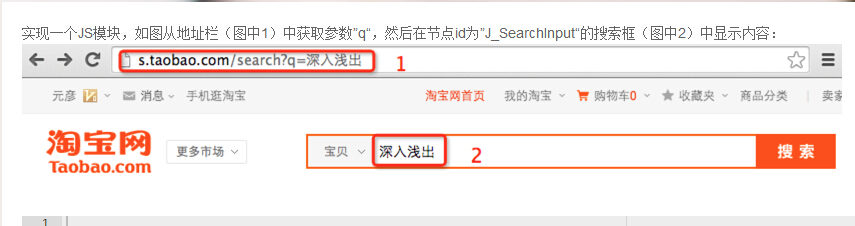 实现一个JS模块，如图从地址栏（图中1）中获取参数”q“，然后在节点id为”J_SearchInput“的搜索框（图中2）中显示内容：
s.taobao.com/search?q=深入浅出 1
元彦 消息 手机逛淘宝 淘宝网首页 我的淘宝 购物车0 收藏夹 商品分类
淘宝网
Taobao.com
更多市场 宝贝 深入浅出 2 搜 索
1